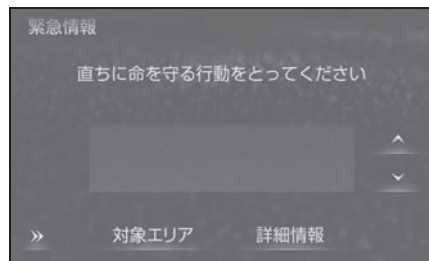 緊急情報
直ちに命を守る行動をとってください
対象エリア 詳細情報